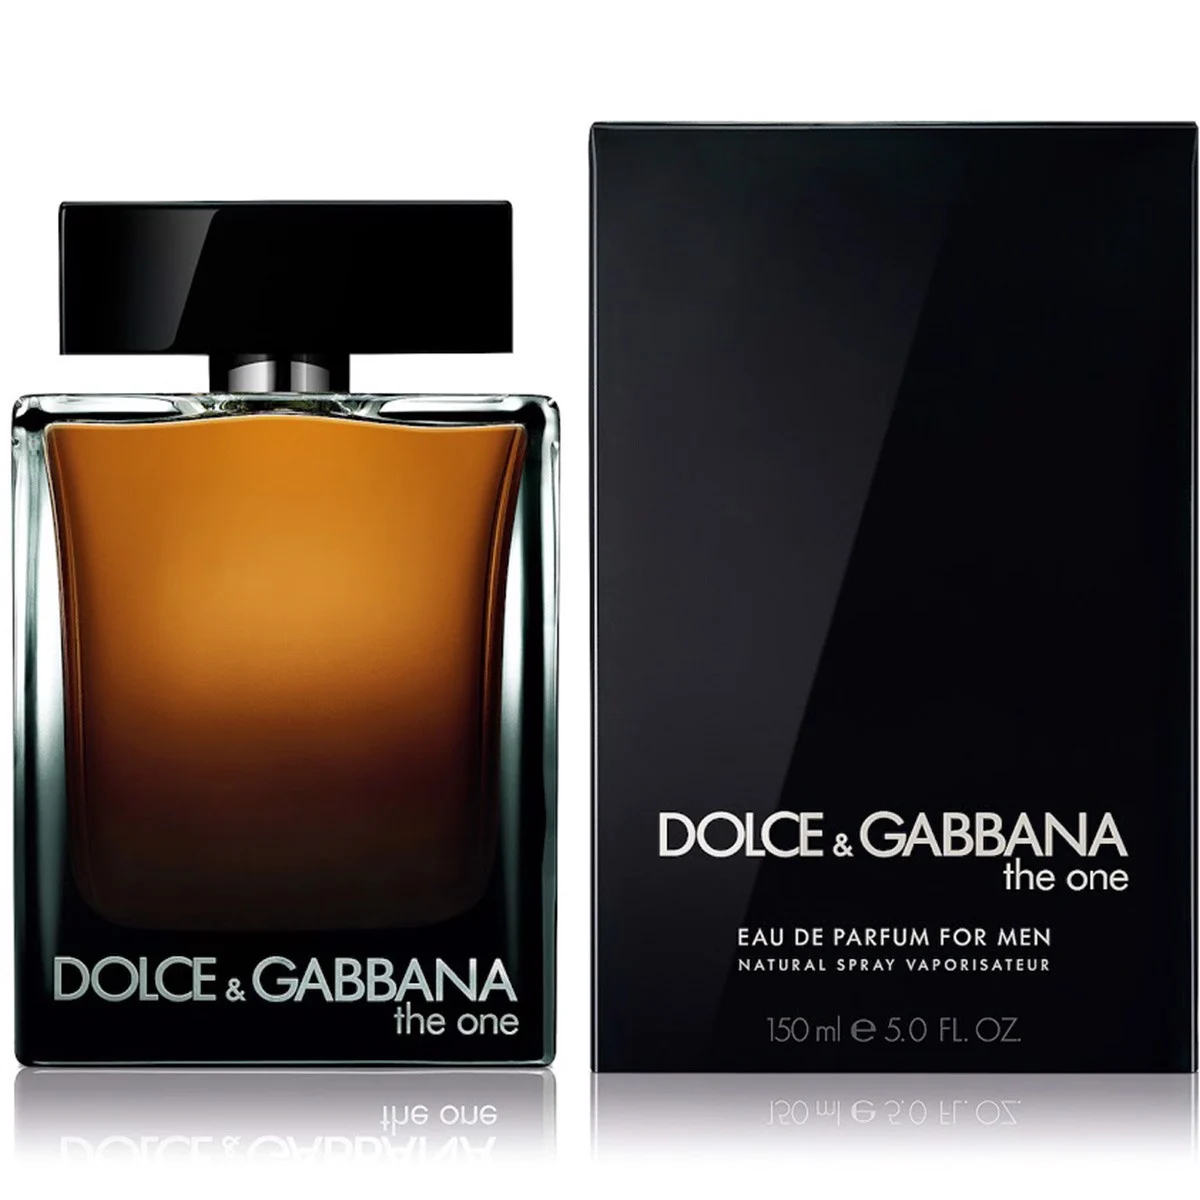 DOLCE & GABBANA
the one
DOLCE & GABBANA
the one
EAU DE PARFUM FOR MEN
NATURAL SPRAY VAPORISATEUR
150 ml ℮ 5.0 FL. OZ.